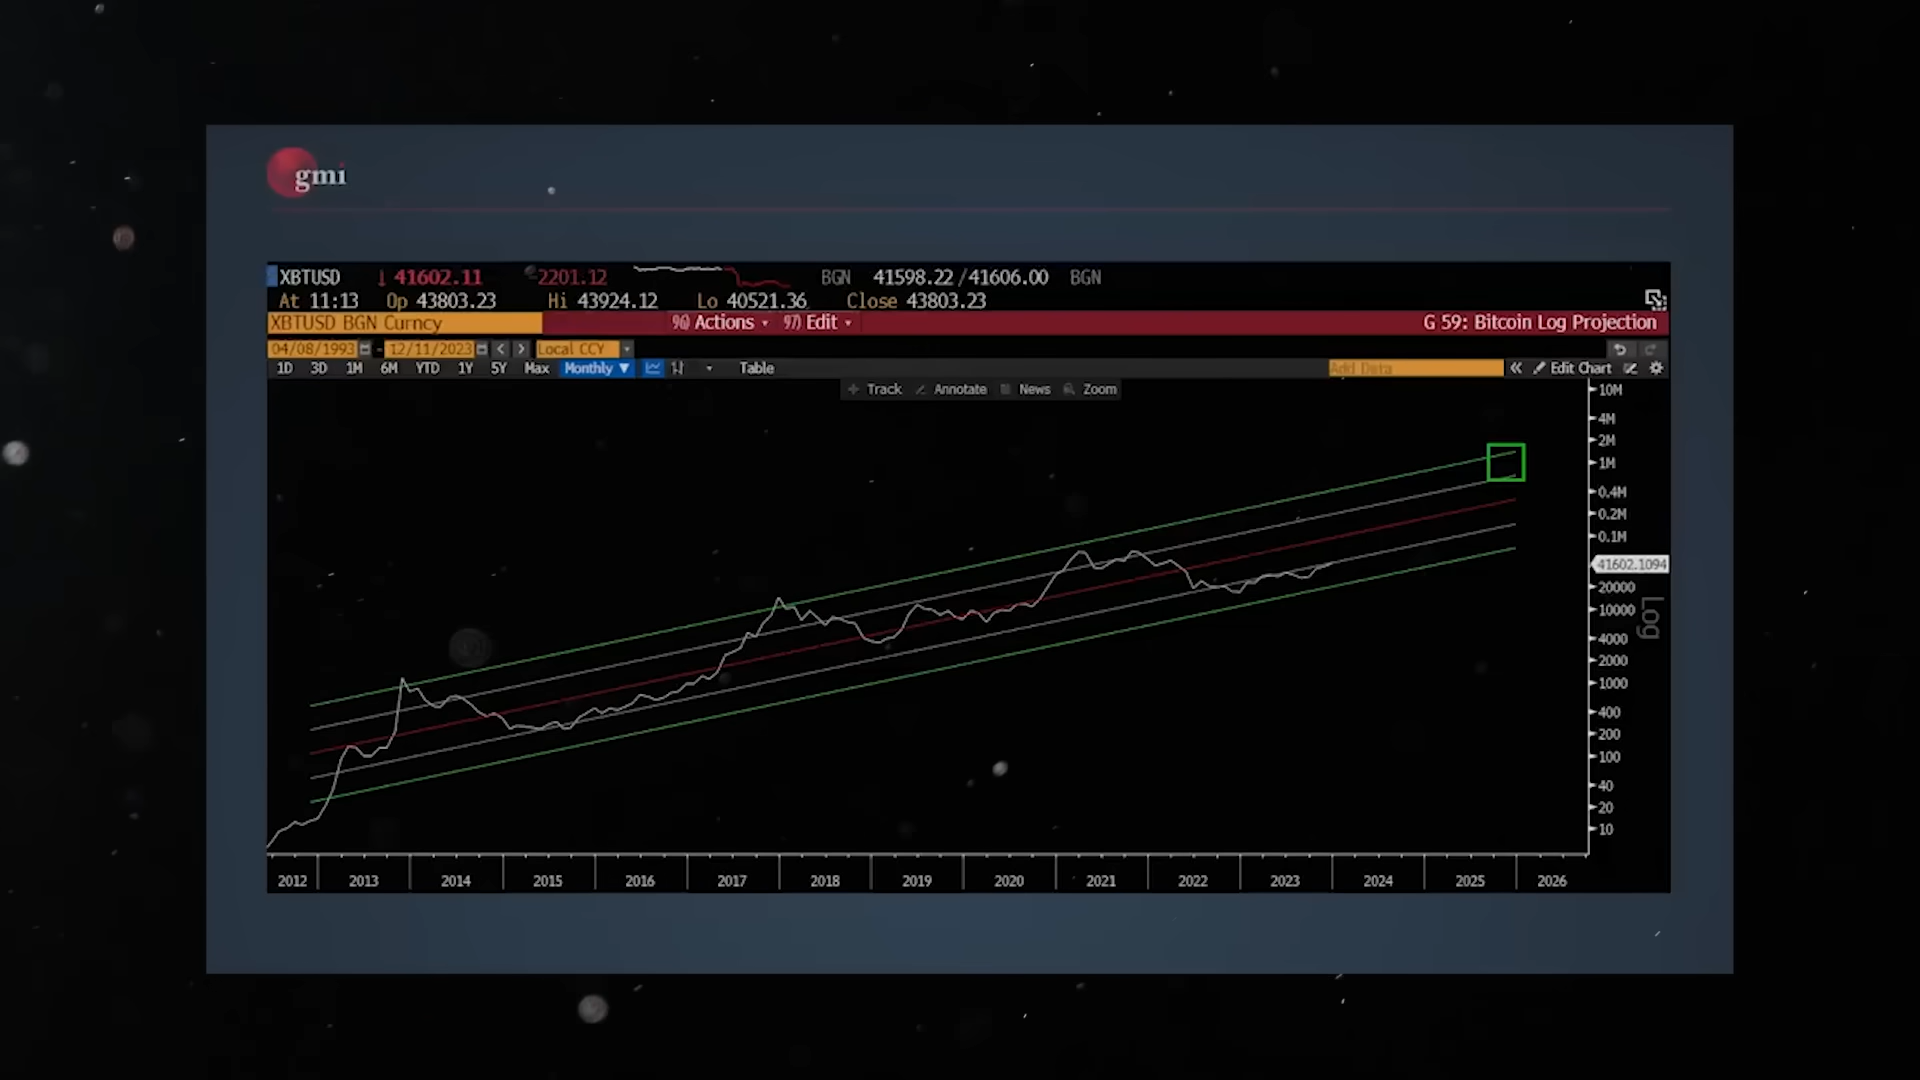 gmi
XBTUSD ↓ 41602.11 -2201.12 BGN 41598.22/41606.00 BGN
At 11:13 Op 43803.23 Hi 43924.12 Lo 40521.36 Close 43803.23
XBTUSD BGN Curncy 96) Actions 97) Edit G 59: Bitcoin Log Projection
04/08/1993 - 12/11/2023 < > Local CCY
1D 3D 1M 6M YTD 1Y 5Y Max Monthly ▼ Table Add Data « Edit Chart
Track Annotate News Zoom
10M
4M
2M
1M
0.4M
0.2M
0.1M
41602.1094
20000
10000
Log
4000
2000
1000
400
200
100
40
20
10
2012 2013 2014 2015 2016 2017 2018 2019 2020 2021 2022 2023 2024 2025 2026